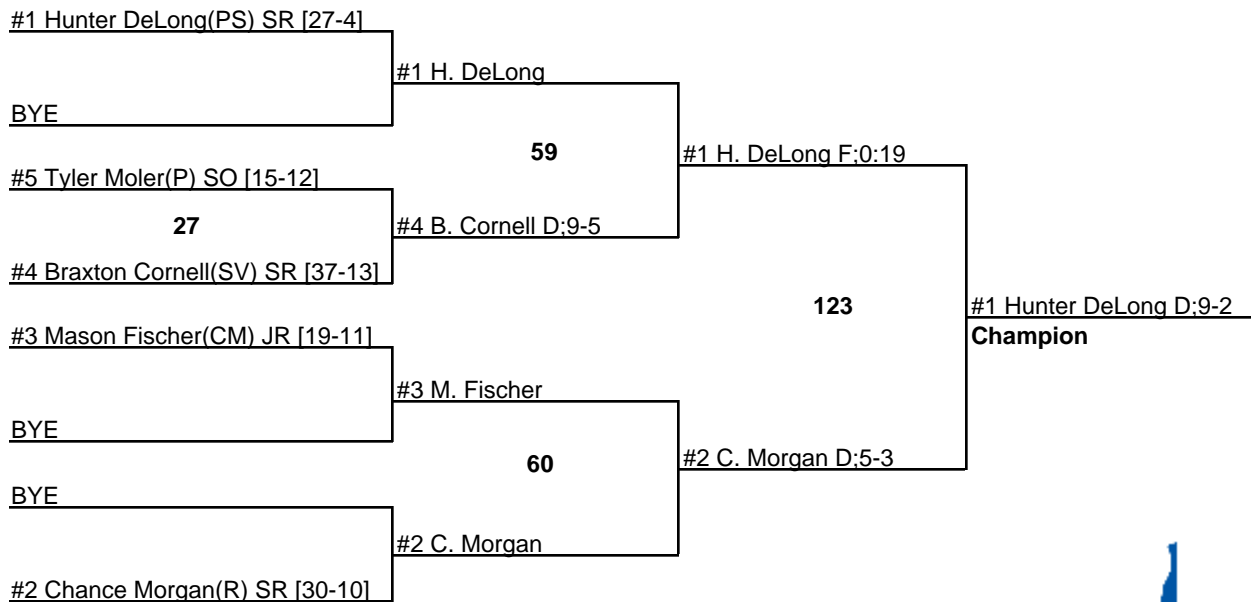 #1 Hunter DeLong(PS) SR [27-4]
#1 H. DeLong
BYE
59
#1 H. DeLong F;0:19
#5 Tyler Moler(P) SO [15-12]
27
#4 B. Cornell D;9-5
#4 Braxton Cornell(SV) SR [37-13]
123
#1 Hunter DeLong D;9-2
Champion
#3 Mason Fischer(CM) JR [19-11]
#3 M. Fischer
BYE
60
#2 C. Morgan D;5-3
BYE
#2 C. Morgan
#2 Chance Morgan(R) SR [30-10]